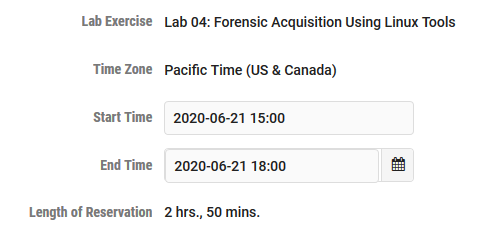 Lab Exercise Lab 04: Forensic Acquisition Using Linux Tools
Time Zone Pacific Time (US & Canada)
Start Time 2020-06-21 15:00
End Time 2020-06-21 18:00
Length of Reservation 2 hrs., 50 mins.